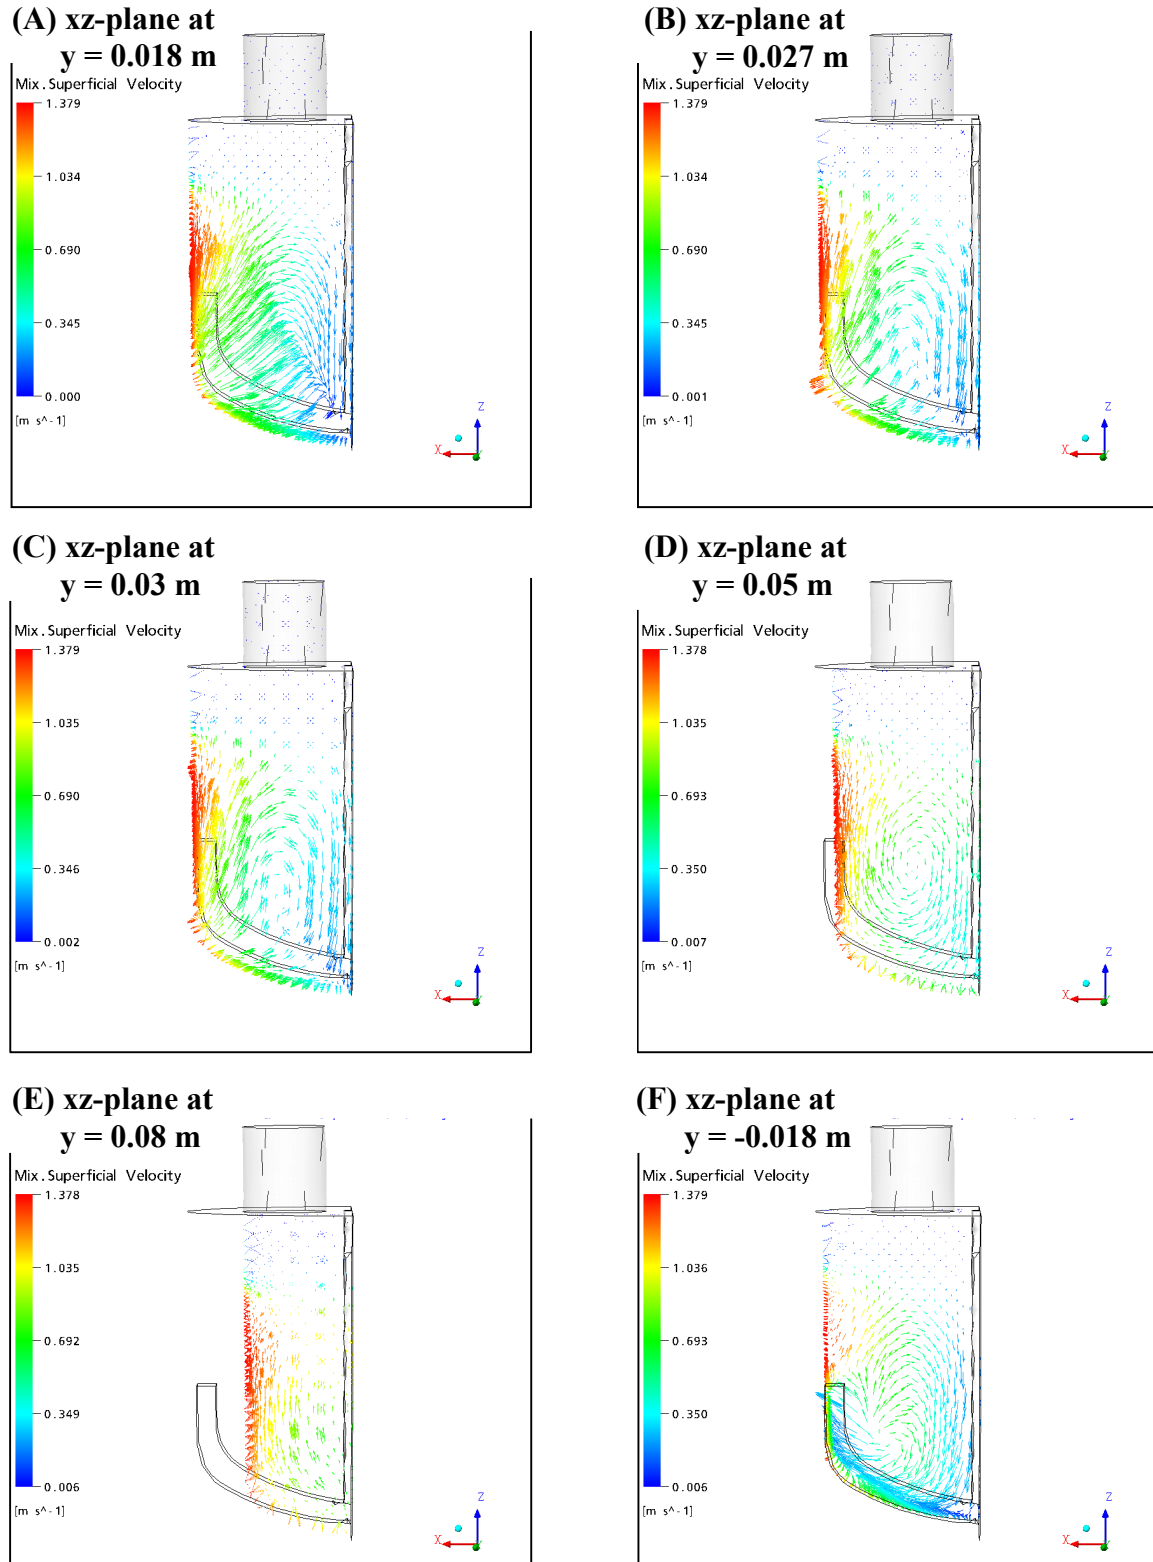 (A) xz-plane at
y = 0.018 m
Mix.Superficial Velocity
1.379
1.034
0.690
0.345
0.000
[m s^-1]
Z
X
(B) xz-plane at
y = 0.027 m
Mix.Superficial Velocity
1.379
1.034
0.690
0.345
0.001
[m s^-1]
Z
X
(C) xz-plane at
y = 0.03 m
Mix.Superficial Velocity
1.379
1.035
0.690
0.346
0.002
[m s^-1]
Z
X
(D) xz-plane at
y = 0.05 m
Mix.Superficial Velocity
1.378
1.035
0.693
0.350
0.007
[m s^-1]
Z
X
(E) xz-plane at
y = 0.08 m
Mix.Superficial Velocity
1.378
1.035
0.692
0.349
0.006
[m s^-1]
Z
X
(F) xz-plane at
y = -0.018 m
Mix.Superficial Velocity
1.379
1.036
0.693
0.350
0.006
[m s^-1]
Z
X